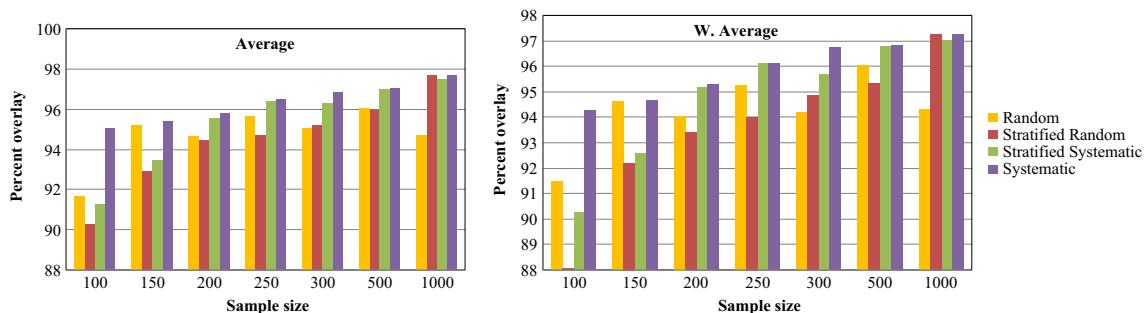 Average
Percent overlay
100
98
96
94
92
90
88
100 150 200 250 300 500 1000
Sample size
W. Average
Percent overlay
98
97
96
95
94
93
92
91
90
89
88
100 150 200 250 300 500 1000
Sample size
Random
Stratified Random
Stratified Systematic
Systematic